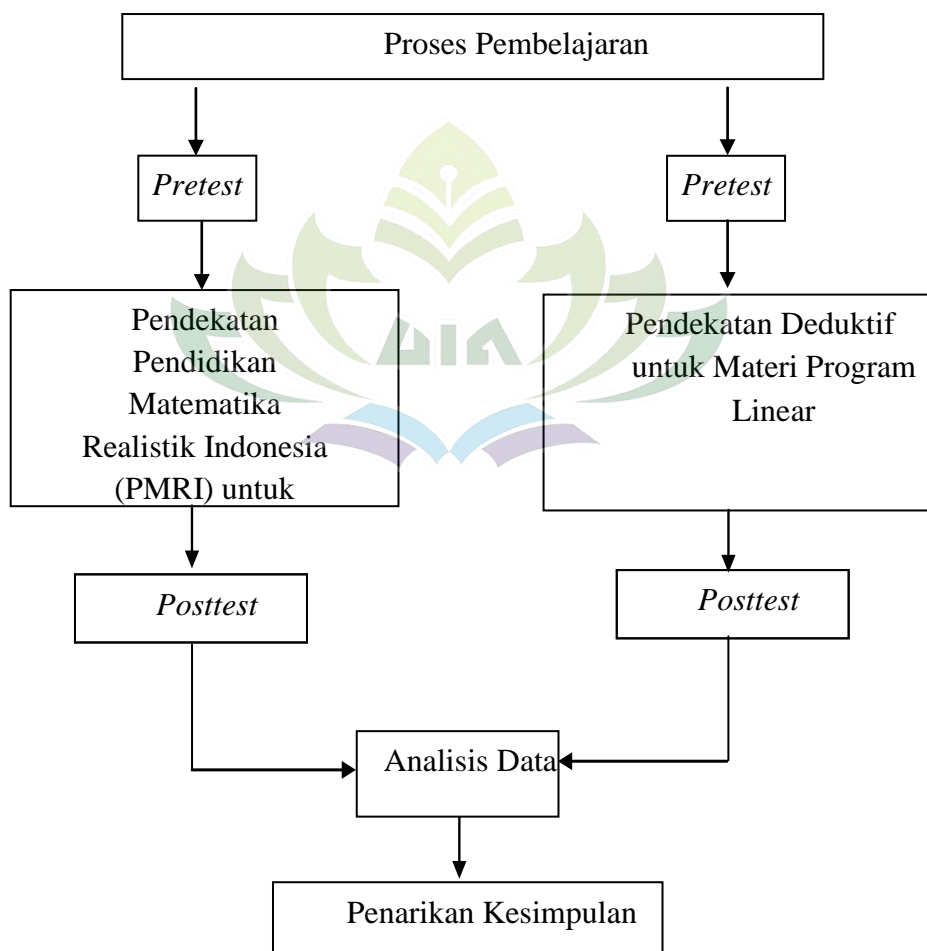 Proses Pembelajaran
Pretest
Pretest
Pendekatan
Pendidikan
Matematika
Realistik Indonesia
(PMRI) untuk
Pendekatan Deduktif
untuk Materi Program
Linear
UIN
Posttest
Posttest
Analisis Data
Penarikan Kesimpulan